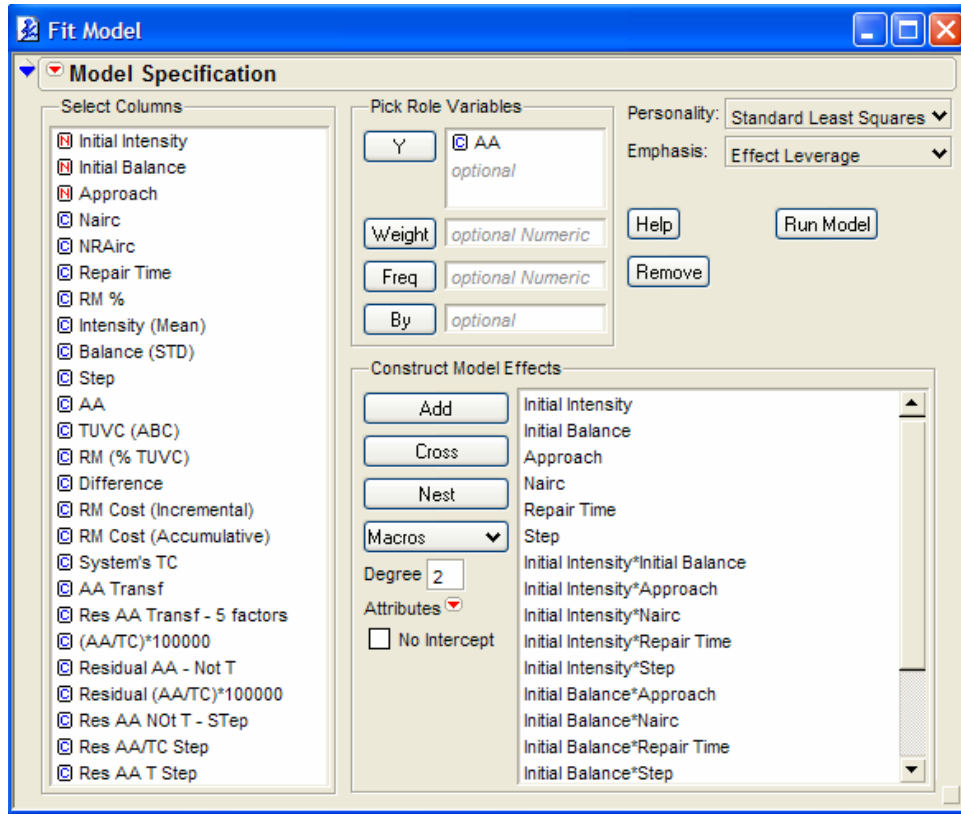 Fit Model
Model Specification
Select Columns
N Initial Intensity
N Initial Balance
N Approach
C Nairc
C NRAirc
C Repair Time
C RM %
C Intensity (Mean)
C Balance (STD)
C Step
C AA
C TUVC (ABC)
C RM (% TUVC)
C Difference
C RM Cost (Incremental)
C RM Cost (Accumulative)
C System's TC
C AA Transf
C Res AA Transf - 5 factors
C (AA/TC)*100000
C Residual AA - Not T
C Residual (AA/TC)*100000
C Res AA NOt T - STep
C Res AA/TC Step
C Res AA T Step
Pick Role Variables
Y
C AA
optional
Weight optional Numeric
Freq optional Numeric
By optional
Personality: Standard Least Squares
Emphasis: Effect Leverage
Help Run Model
Remove
Construct Model Effects
Add
Cross
Nest
Macros
Degree 2
Attributes
No Intercept
Initial Intensity
Initial Balance
Approach
Nairc
Repair Time
Step
Initial Intensity*Initial Balance
Initial Intensity*Approach
Initial Intensity*Nairc
Initial Intensity*Repair Time
Initial Intensity*Step
Initial Balance*Approach
Initial Balance*Nairc
Initial Balance*Repair Time
Initial Balance*Step